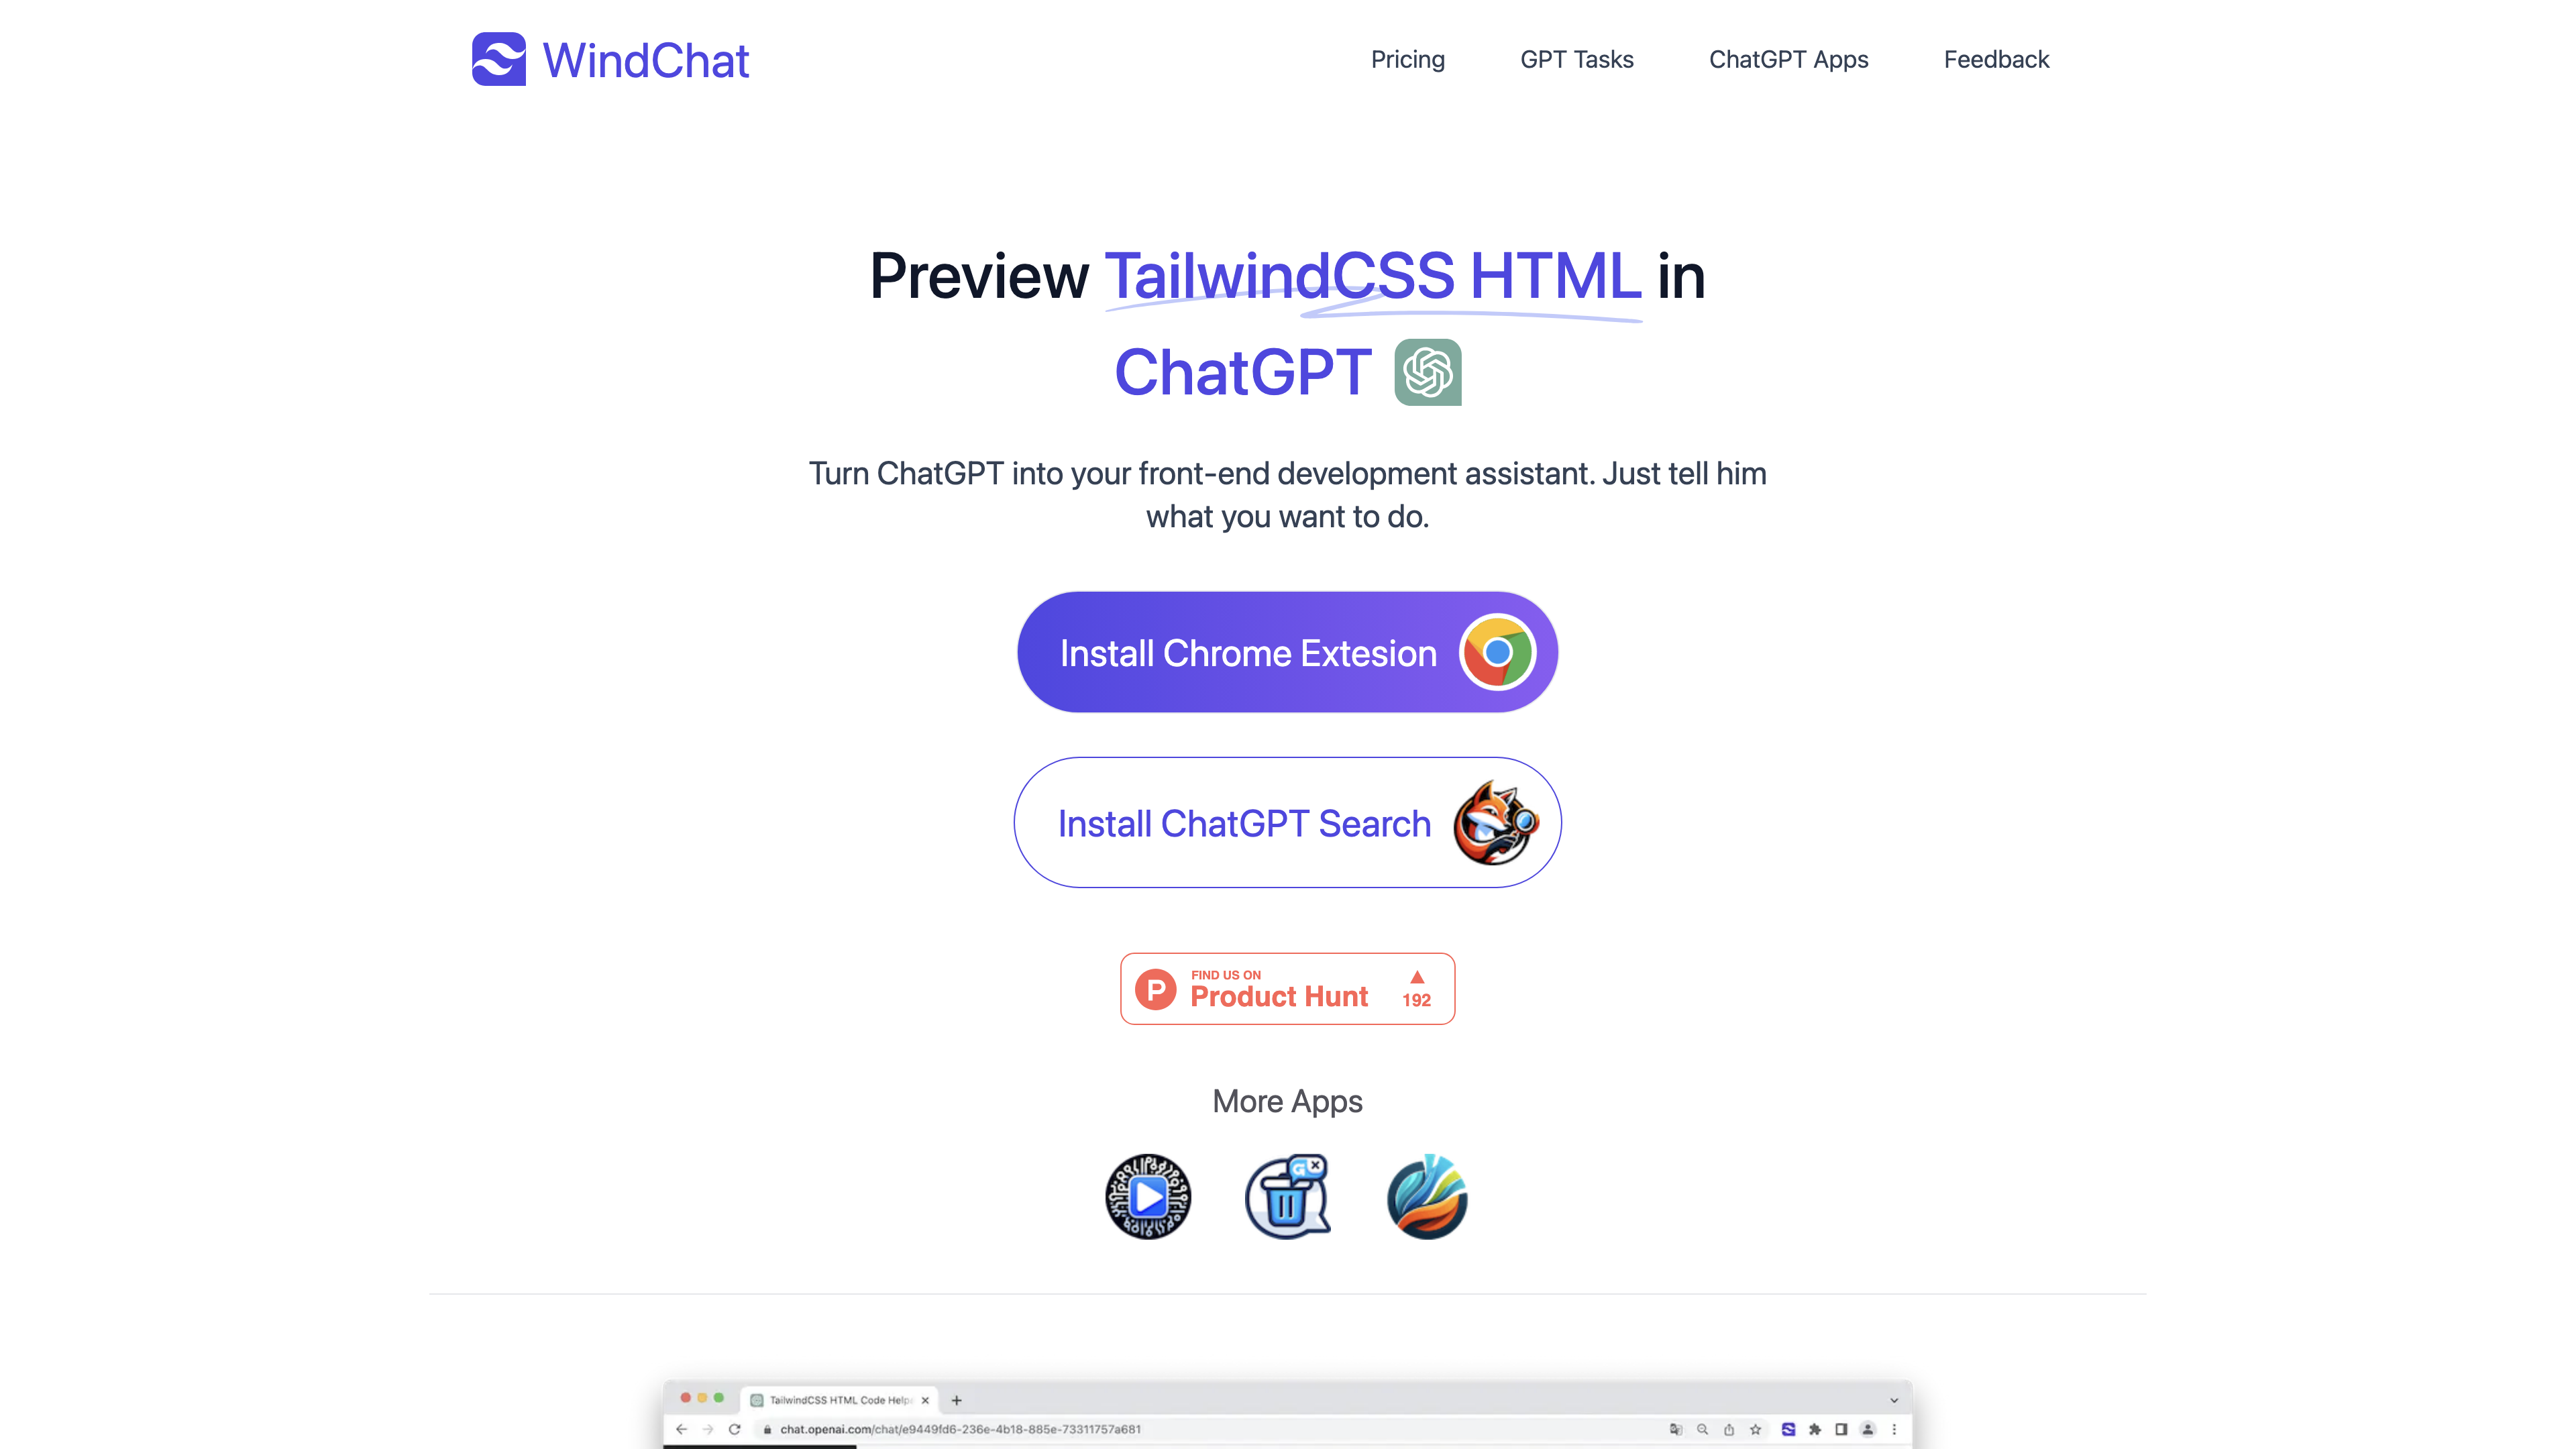 WindChat
Pricing
GPT Tasks
ChatGPT Apps
Feedback
Preview TailwindCSS HTML in
ChatGPT
Turn ChatGPT into your front-end development assistant. Just tell him
what you want to do.
Install Chrome Extesion
Install ChatGPT Search
FIND US ON
Product Hunt
192
More Apps
TailwindCSS HTML Code Helpe
chat.openai.com/chat/e9449fd6-236e-4b18-885e-73311757a681